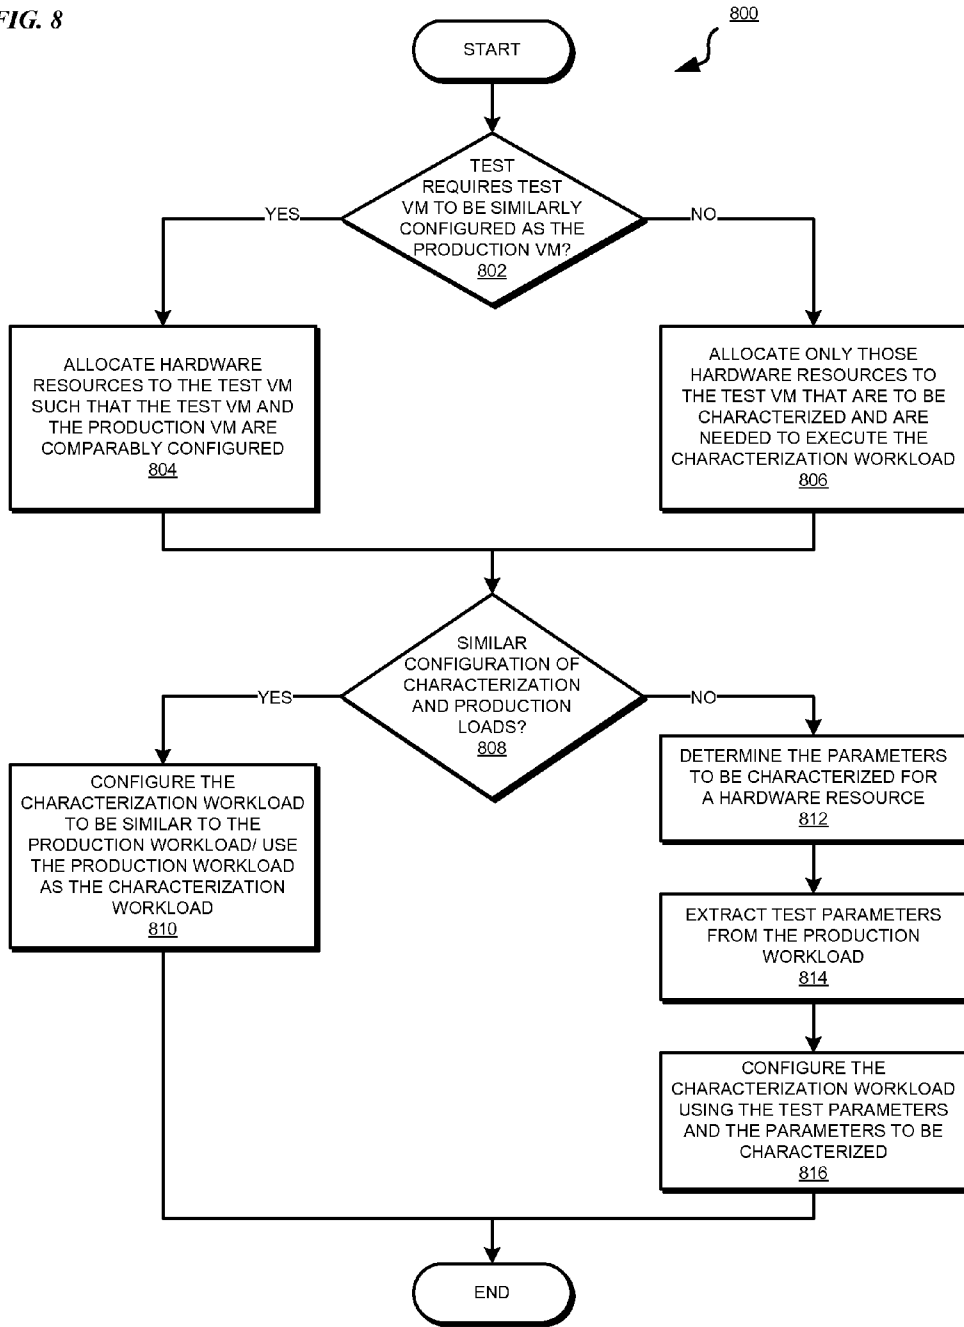 FIG. 8
800
START
TEST
REQUIRES TEST
VM TO BE SIMILARLY
CONFIGURED AS THE
PRODUCTION VM?
802
YES
NO
ALLOCATE HARDWARE
RESOURCES TO THE TEST VM
SUCH THAT THE TEST VM AND
THE PRODUCTION VM ARE
COMPARABLY CONFIGURED
804
ALLOCATE ONLY THOSE
HARDWARE RESOURCES TO
THE TEST VM THAT ARE TO BE
CHARACTERIZED AND ARE
NEEDED TO EXECUTE THE
CHARACTERIZATION WORKLOAD
806
SIMILAR
CONFIGURATION OF
CHARACTERIZATION
AND PRODUCTION
LOADS?
808
YES
NO
CONFIGURE THE
CHARACTERIZATION WORKLOAD
TO BE SIMILAR TO THE
PRODUCTION WORKLOAD/ USE
THE PRODUCTION WORKLOAD
AS THE CHARACTERIZATION
WORKLOAD
810
DETERMINE THE PARAMETERS
TO BE CHARACTERIZED FOR
A HARDWARE RESOURCE
812
EXTRACT TEST PARAMETERS
FROM THE PRODUCTION
WORKLOAD
814
CONFIGURE THE
CHARACTERIZATION WORKLOAD
USING THE TEST PARAMETERS
AND THE PARAMETERS TO BE
CHARACTERIZED
816
END